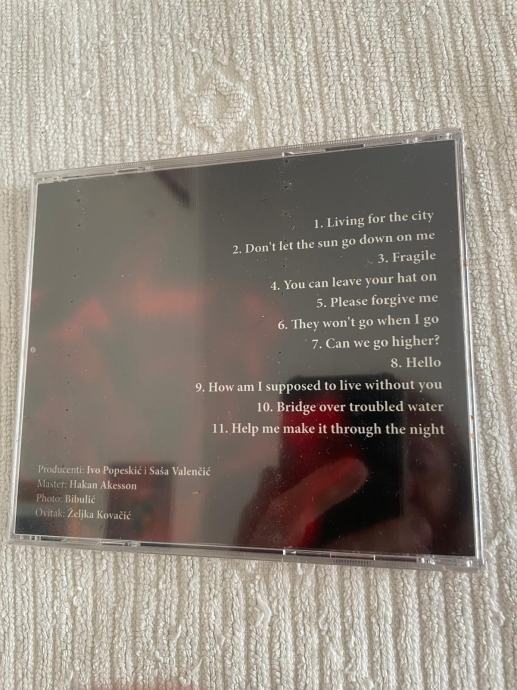 1. Living for the city
2. Don't let the sun go down on me
3. Fragile
4. You can leave your hat on
5. Please forgive me
6. They won't go when I go
7. Can we go higher?
8. Hello
9. How am I supposed to live without you
10. Bridge over troubled water
11. Help me make it through the night
Producenti: Ivo Popeskić i Saša Valenčić
Master: Hakan Akesson
Photo: Bibulić
Ovitak: Željka Kovačić